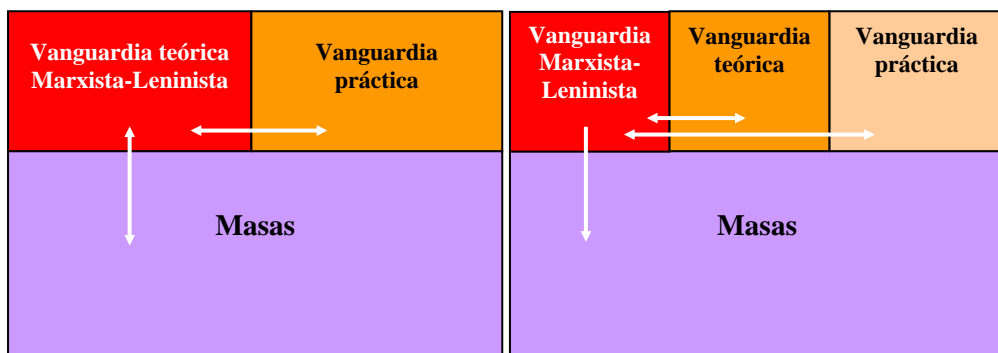 Vanguardia teórica
Marxista-Leninista
Vanguardia
práctica
Masas
Vanguardia
Marxista-
Leninista
Vanguardia
teórica
Vanguardia
práctica
Masas